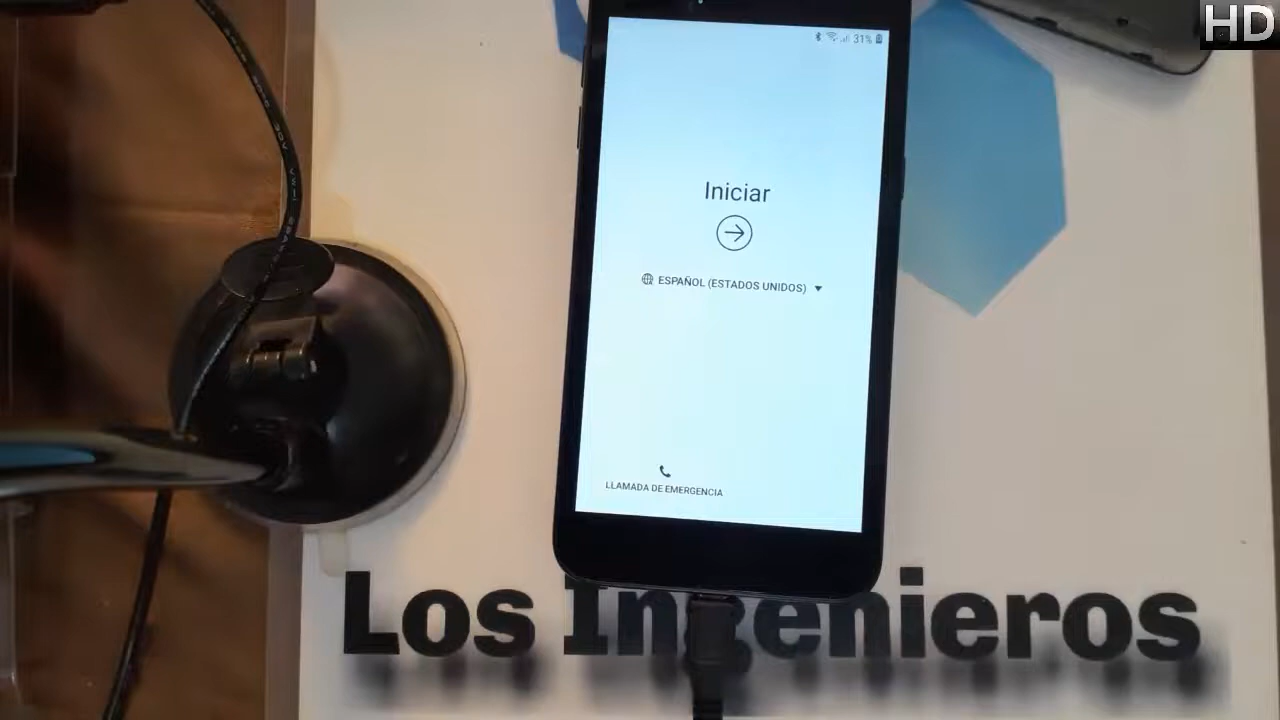 HD
31%
Iniciar
ESPAÑOL (ESTADOS UNIDOS)
LLAMADA DE EMERGENCIA
Los Ingenieros